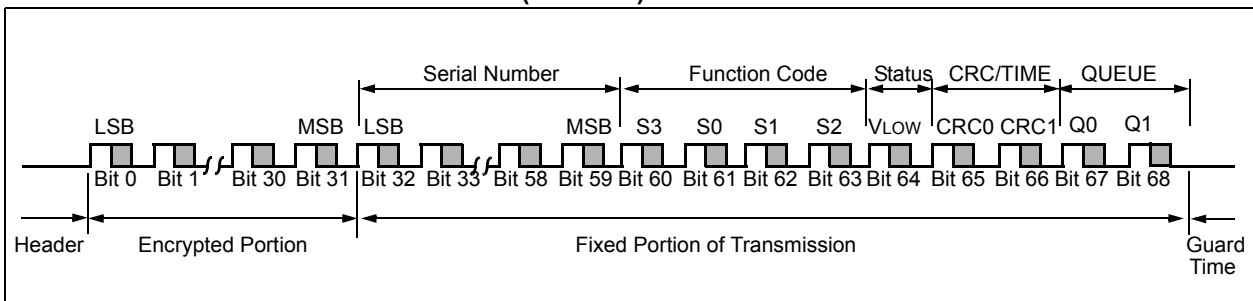 Serial Number Function Code Status CRC/TIME QUEUE
LSB MSB LSB MSB S3 S0 S1 S2 VLOW CRC0 CRC1 Q0 Q1
Bit 0 Bit 1 Bit 30 Bit 31 Bit 32 Bit 33 Bit 58 Bit 59 Bit 60 Bit 61 Bit 62 Bit 63 Bit 64 Bit 65 Bit 66 Bit 67 Bit 68
Header Encrypted Portion Fixed Portion of Transmission Guard
Time